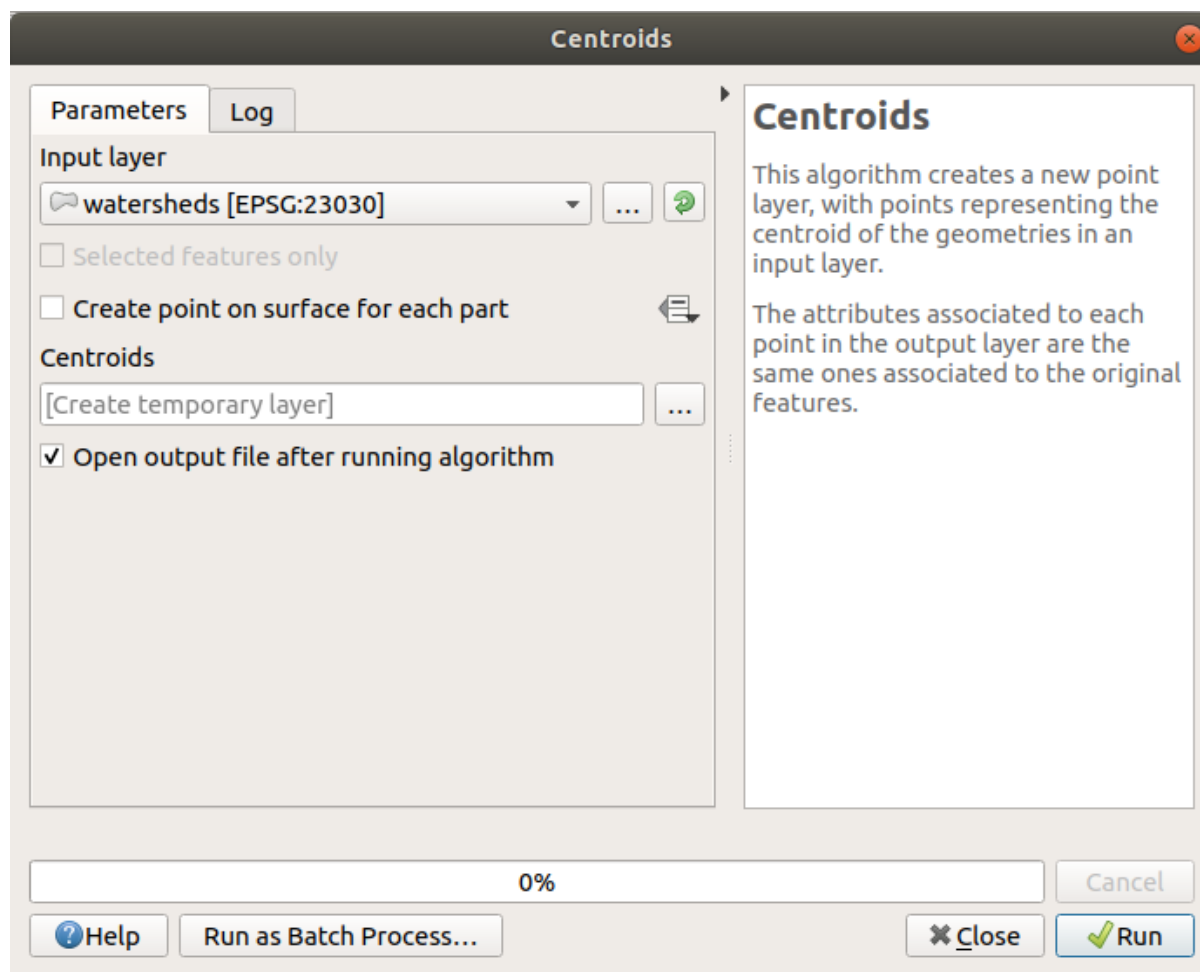 Centroids
Parameters
Log
Input layer
watersheds [EPSG:23030]
...
Selected features only
Create point on surface for each part
Centroids
[Create temporary layer]
...
Open output file after running algorithm
Centroids
This algorithm creates a new point
layer, with points representing the
centroid of the geometries in an
input layer.
The attributes associated to each
point in the output layer are the
same ones associated to the original
features.
0%
Cancel
Help
Run as Batch Process...
Close
Run